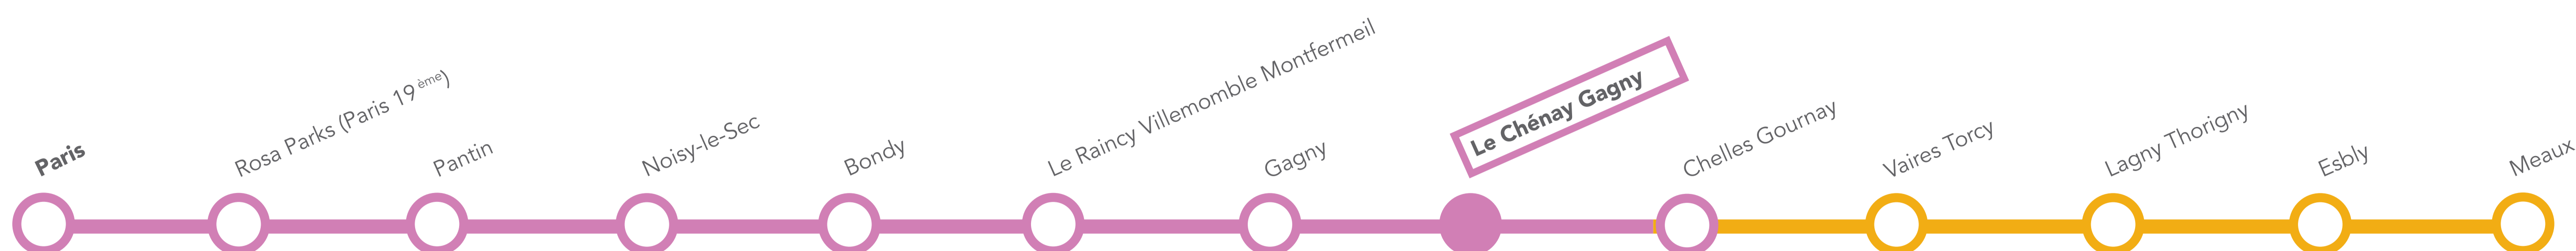 Paris
Rosa Parks (Paris 19ème)
Pantin
Noisy-le-Sec
Bondy
Le Raincy Villemomble Montfermeil
Gagny
Le Chénay Gagny
Chelles Gournay
Vaires Torcy
Lagny Thorigny
Esbly
Meaux